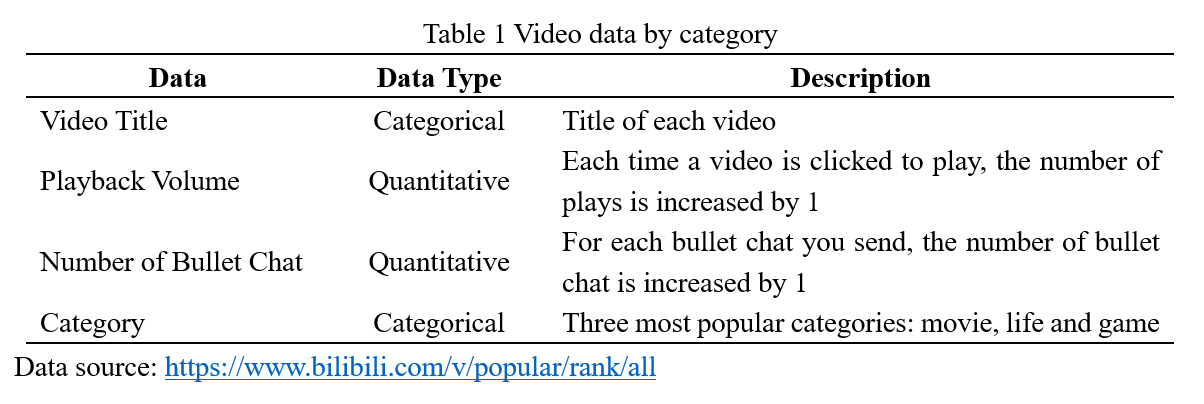 Table 1 Video data by category
Data Data Type Description
Video Title Categorical Title of each video
Playback Volume Quantitative Each time a video is clicked to play, the number of
plays is increased by 1
Number of Bullet Chat Quantitative For each bullet chat you send, the number of bullet
chat is increased by 1
Category Categorical Three most popular categories: movie, life and game
Data source: https://www.bilibili.com/v/popular/rank/all